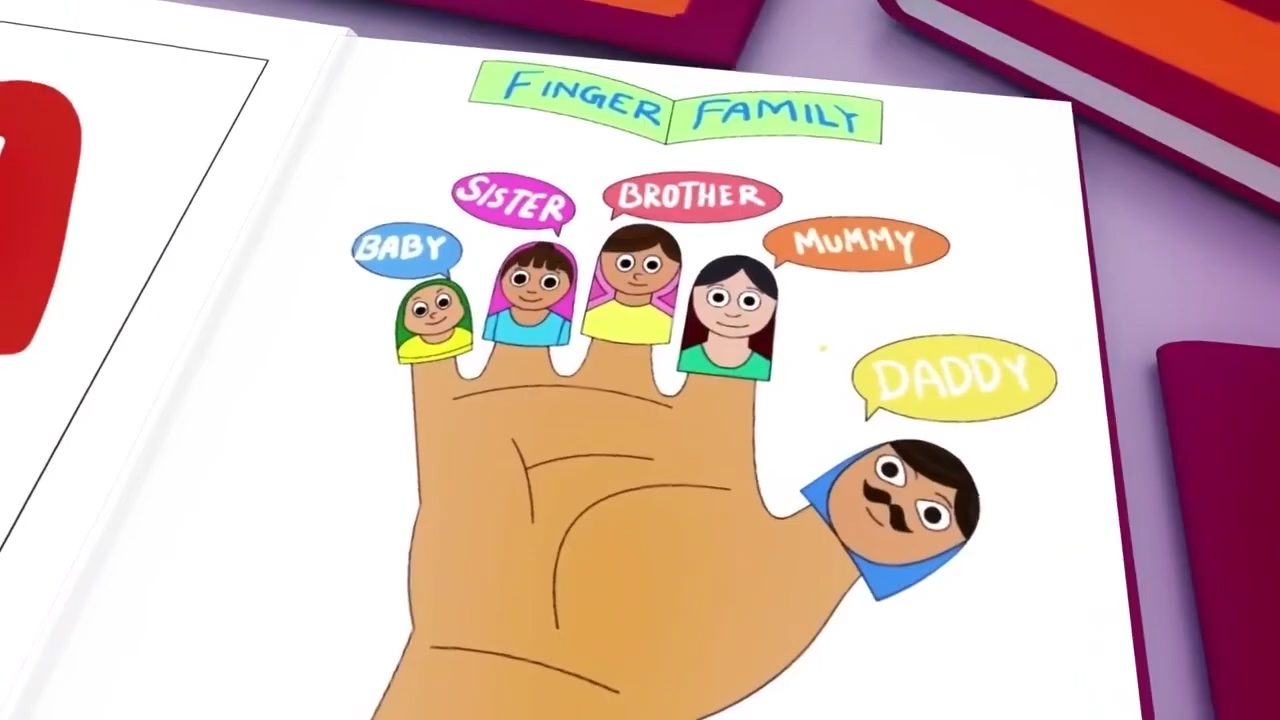 FINGER FAMILY
SISTER
BROTHER
BABY
MUMMY
DADDY